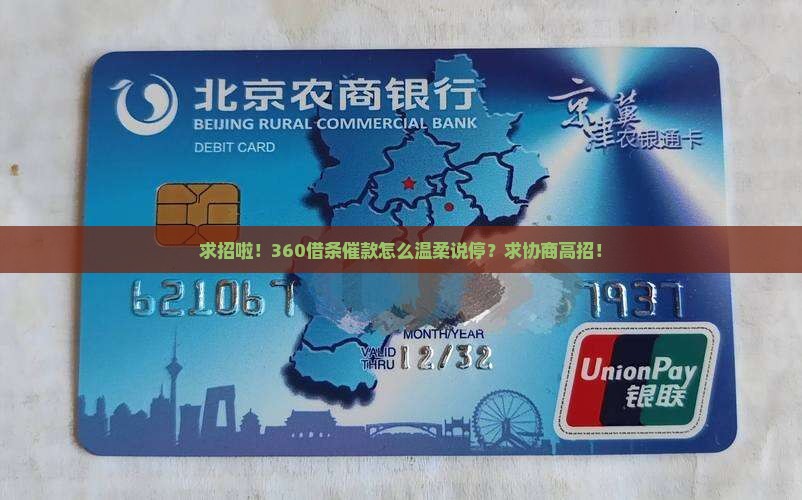 北京农商银行
BEIJING RURAL COMMERCIAL BANK
DEBIT CARD
京津冀
农银通卡
求招啦！360借条催款怎么温柔说停？求协商高招！
621067
7937
MONTH/YEAR
VALID THRU 12/32
UnionPay
银联